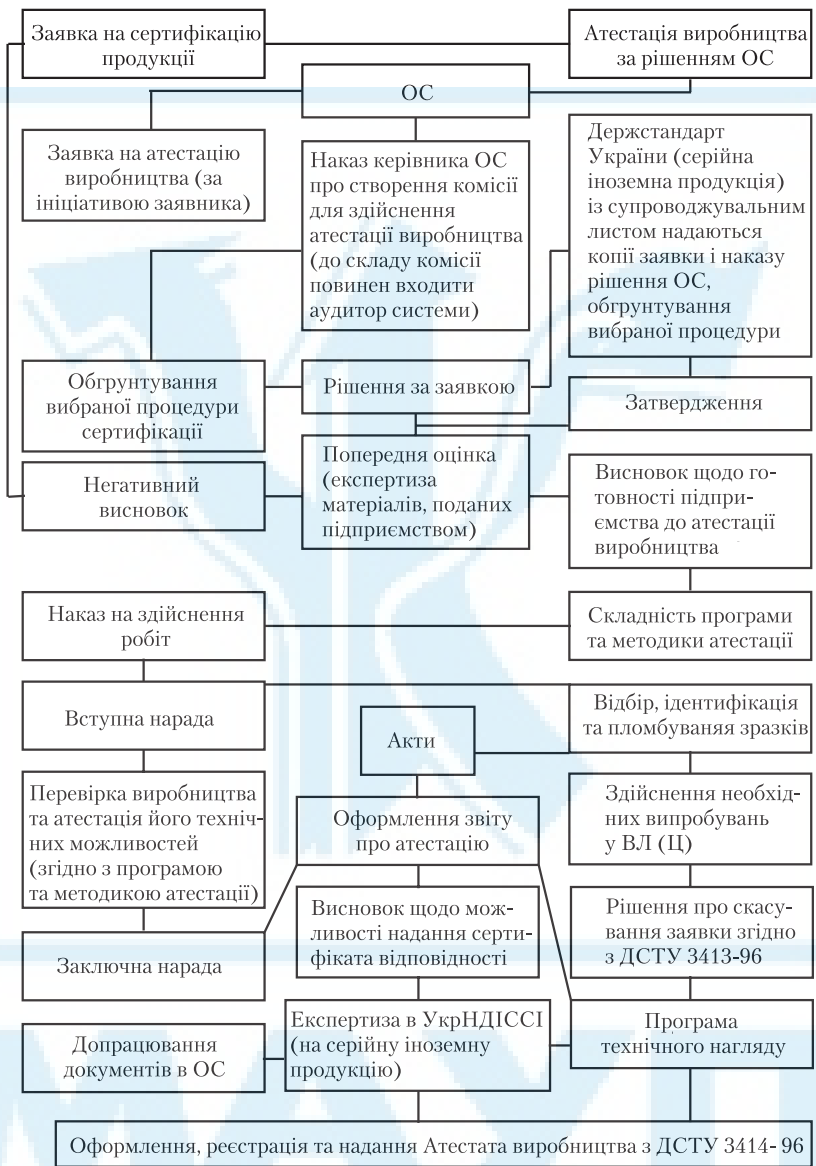 Заявка на сертифікацію
продукції
Атестація виробництва
за рішенням ОС
ОС
Заявка на атестацію
виробництва (за
ініціативою заявника)
Наказ керівника ОС
про створення комісії
для здійснення
атестації виробництва
(до складу комісії
повинен входити
аудитор системи)
Держстандарт
України (серійна
іноземна продукція)
із супроводжувальним
листом надаються
копії заявки і наказу
рішення ОС,
обгрунтування
вибраної процедури
Обгрунтування
вибраної процедури
сертифікації
Рішення за заявкою
Затвердження
Негативний
висновок
Попередня оцінка
(експертиза
матеріалів, поданих
підприємством)
Висновок щодо го-
товності підпри-
ємства до атестації
виробництва
Наказ на здійснення
робіт
Складність програми
та методики атестації
Вступна нарада
Акти
Відбір, ідентифікація
та пломбуваняя зразків
Перевірка виробництва
та атестація його техніч-
них можливостей
(згідно з програмою
та методикою атестації)
Оформлення звіту
про атестацію
Здійснення необхід-
них випробувань
у ВЛ (Ц)
Заключна нарада
Висновок щодо мож-
ливості надання серти-
фіката відповідності
Рішення про скасу-
вання заявки згідно
з ДСТУ 3413-96
Допрацювання
документів в ОС
Експертиза в УкрНДІССІ
(на серійну іноземну
продукцію)
Програма
технічного нагляду
Оформлення, реєстрація та надання Атестата виробництва з ДСТУ 3414- 96
МАУП